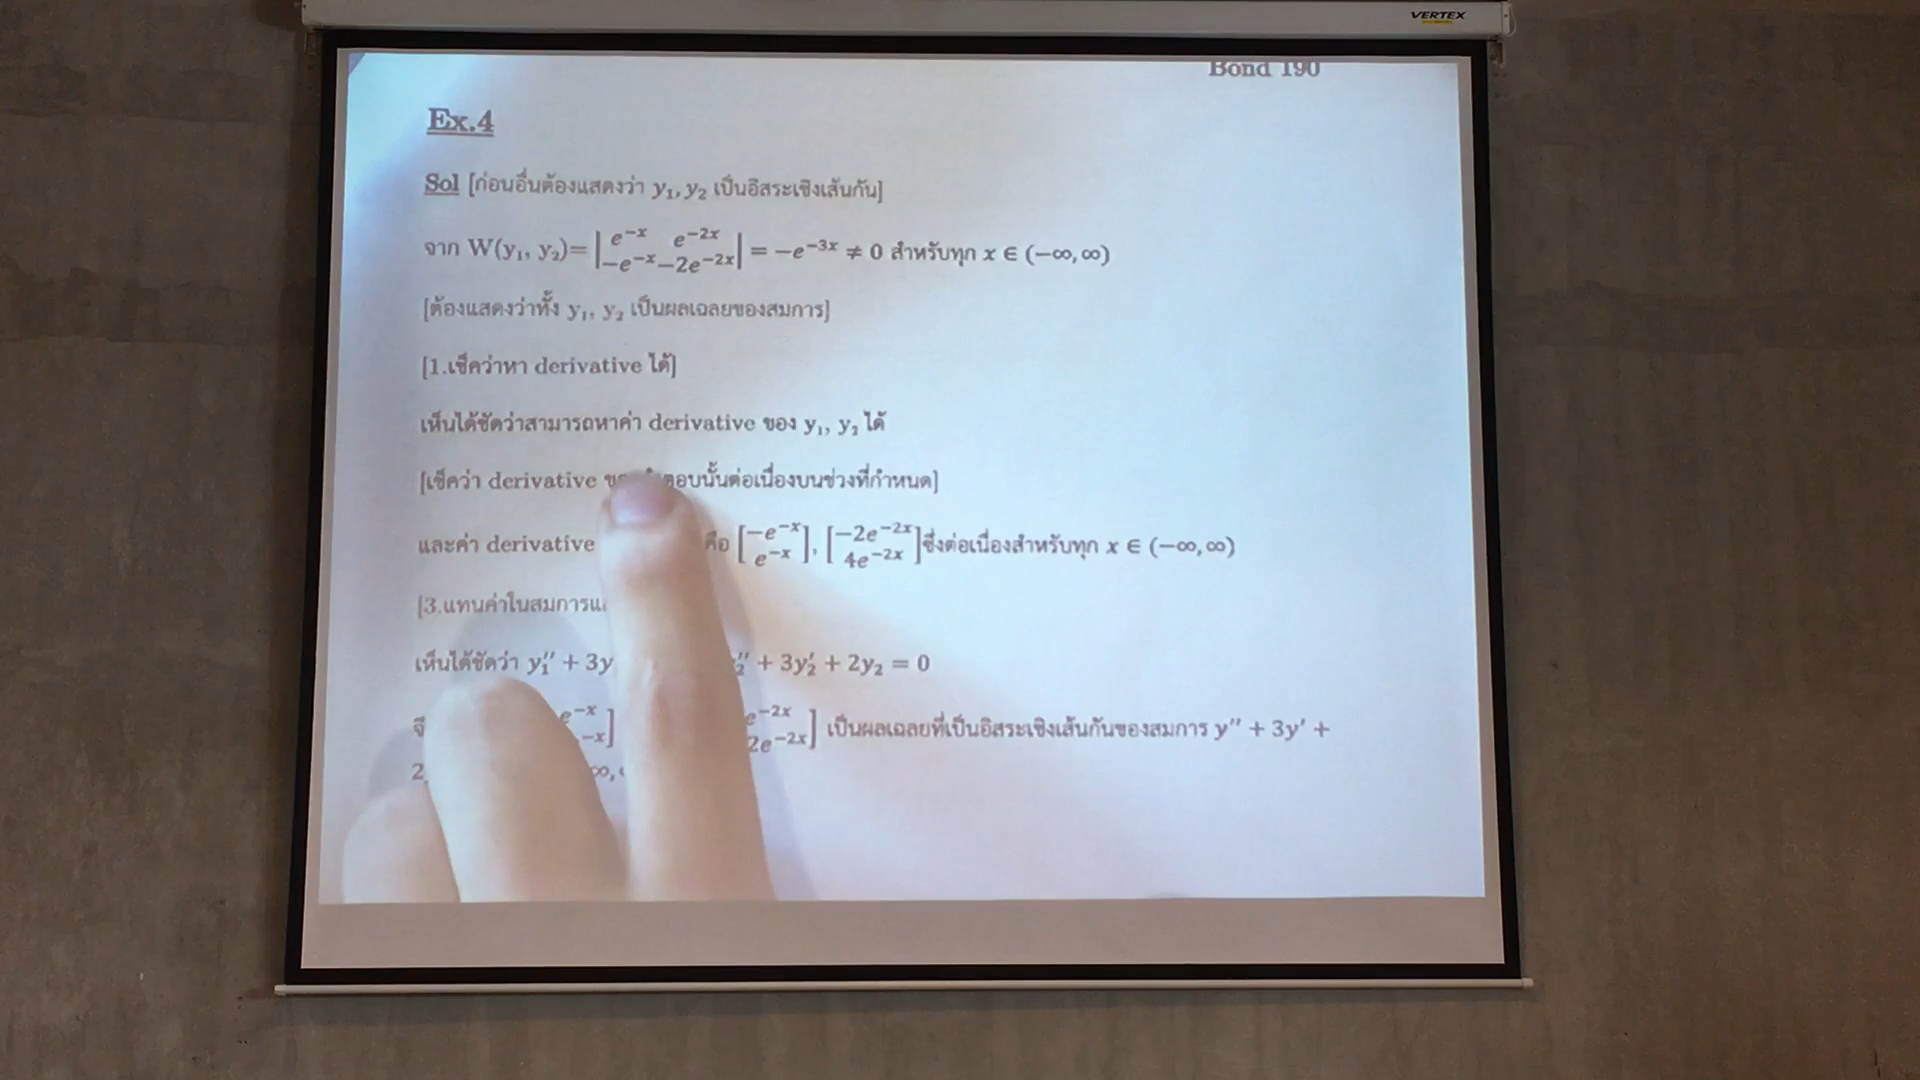 VERTEX
Bond 190
Ex.4
Sol [ก่อนอื่นต้องแสดงว่า y₁, y₂ เป็นอิสระเชิงเส้นกัน]
จาก W(y₁, y₂)= | e⁻ˣ e⁻²ˣ
−e⁻ˣ −2e⁻²ˣ | = −e⁻³ˣ ≠ 0 สำหรับทุก x ∈ (−∞, ∞)
[ต้องแสดงว่าทั้ง y₁, y₂ เป็นผลเฉลยของสมการ]
[1.เช็คว่าหา derivative ได้]
เห็นได้ชัดว่าสามารถหาค่า derivative ของ y₁, y₂ ได้
[เช็คว่า derivative นั้นต่อเนื่องบนช่วงที่กำหนด]
และค่า derivative คือ [−e⁻ˣ
e⁻ˣ], [−2e⁻²ˣ
4e⁻²ˣ] ซึ่งต่อเนื่องสำหรับทุก x ∈ (−∞, ∞)
[3.แทนค่าในสมการ
เห็นได้ชัดว่า y₁′′ + 3y ′′ + 3y₂′ + 2y₂ = 0
e⁻ˣ] e⁻²ˣ
2e⁻²ˣ] เป็นผลเฉลยที่เป็นอิสระเชิงเส้นกันของสมการ y′′ + 3y′ +
2